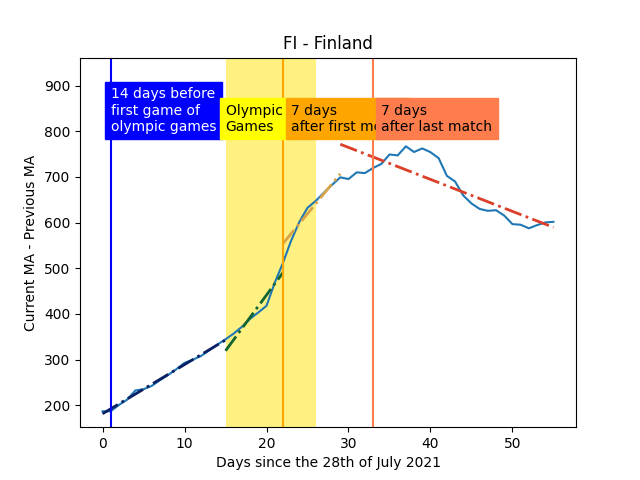 FI - Finland
Current MA - Previous MA
900
800
700
600
500
400
300
200
14 days before
first game of
olympic games
Olympic
Games
7 days
after first m
7 days
after last match
0
10
20
30
40
50
Days since the 28th of July 2021